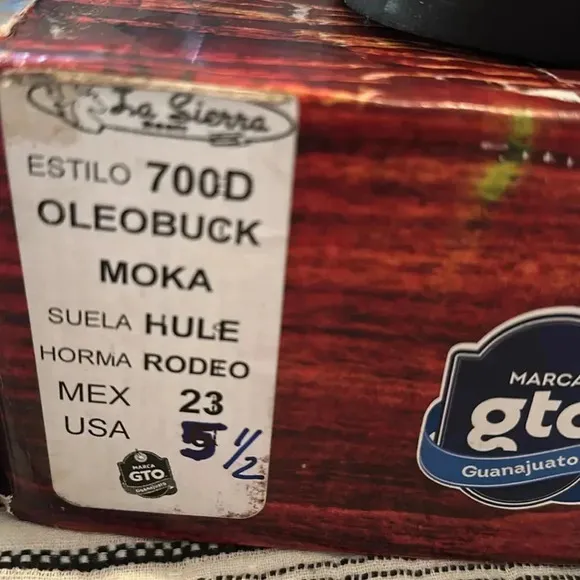 La Sierra
ESTILO 700D
OLEOBUCK
MOKA
SUELA HULE
HORMA RODEO
MEX 23
USA 5 1/2
MARCA
GTO
Guanajuato
MARCA
gto
Guanajuato